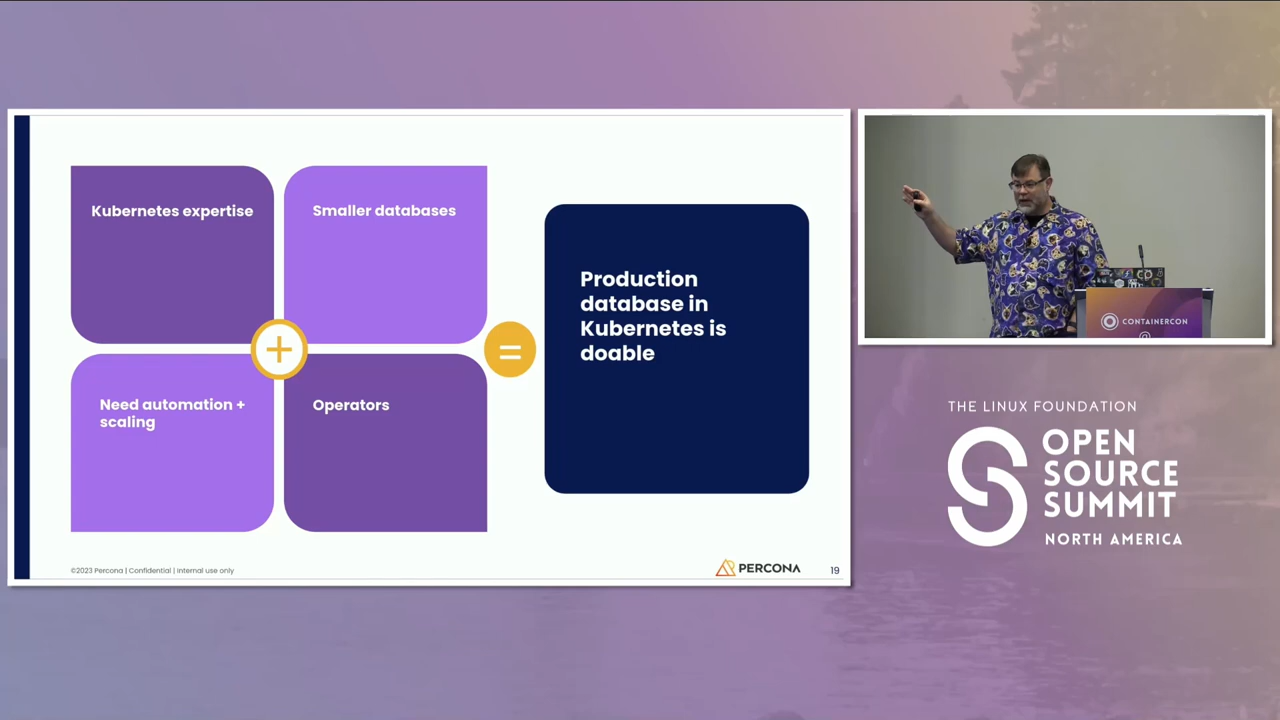 Kubernetes expertise
Smaller databases
Need automation +
scaling
Operators
+
=
Production
database in
Kubernetes is
doable
©2023 Percona | Confidential | Internal use only
PERCONA
19
CONTAINERCON
THE LINUX FOUNDATION
OPEN
SOURCE
SUMMIT
NORTH AMERICA